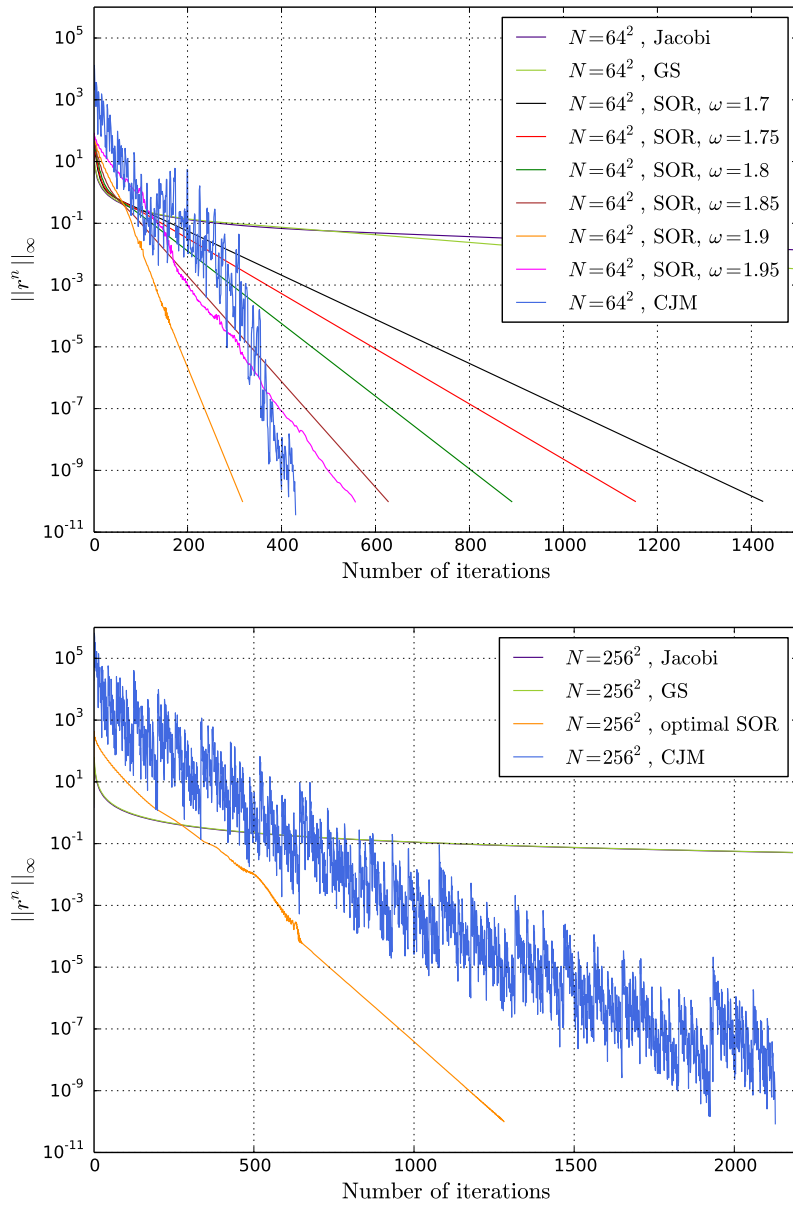 10^5
10^3
10^1
10^-1
10^-3
10^-5
10^-7
10^-9
10^-11
||r^n||_∞
0 200 400 600 800 1000 1200 1400
Number of iterations
N=64^2 , Jacobi
N=64^2 , GS
N=64^2 , SOR, ω=1.7
N=64^2 , SOR, ω=1.75
N=64^2 , SOR, ω=1.8
N=64^2 , SOR, ω=1.85
N=64^2 , SOR, ω=1.9
N=64^2 , SOR, ω=1.95
N=64^2 , CJM
10^5
10^3
10^1
10^-1
10^-3
10^-5
10^-7
10^-9
10^-11
||r^n||_∞
0 500 1000 1500 2000
Number of iterations
N=256^2 , Jacobi
N=256^2 , GS
N=256^2 , optimal SOR
N=256^2 , CJM